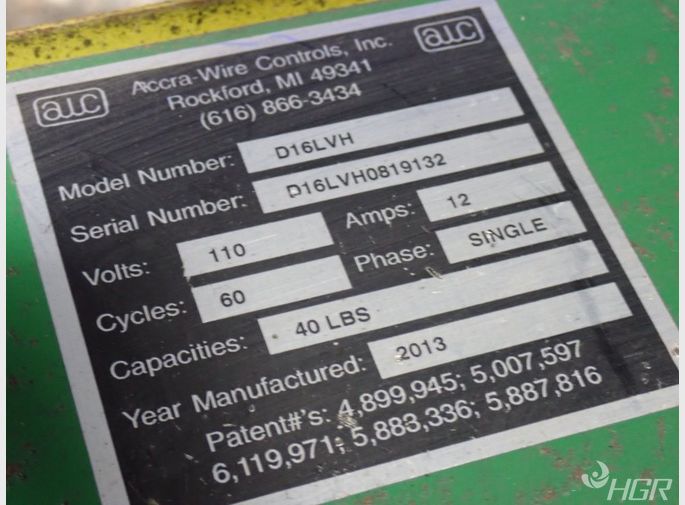 awc Accra-Wire Controls, Inc. awc
Rockford, MI 49341
(616) 866-3434
Model Number: D16LVH
Serial Number: D16LVH0819132
Volts: 110 Amps: 12
Cycles: 60 Phase: SINGLE
Capacities: 40 LBS
Year Manufactured: 2013
Patent#'s: 4,899,945; 5,007,597
6,119,971; 5,883,336; 5,887,816
HGR